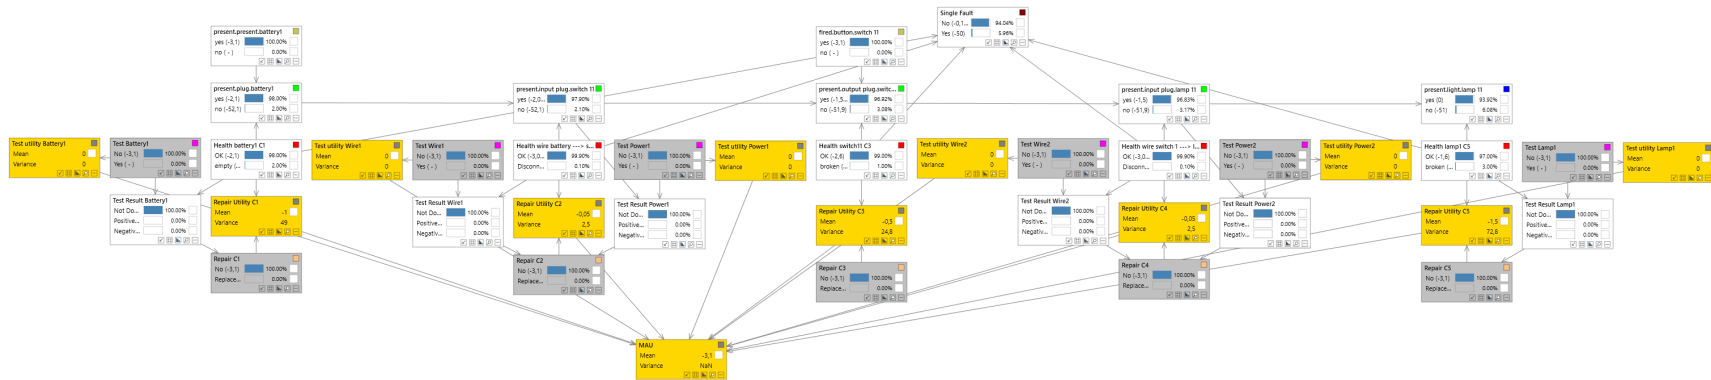 Single Fault
No (-0,1... 94.04%
Yes (-50) 5.96%
present.present.battery1
yes (-3,1) 100.00%
no ( - ) 0.00%
fired.button.switch 11
yes (-3,1) 100.00%
no ( - ) 0.00%
present.plug.battery1
yes (-2,1) 98.00%
no (-52,1) 2.00%
present.input plug.switch 11
yes (-2,0... 97.90%
no (-52,1) 2.10%
present.output plug.switc...
yes (-1,5... 96.92%
no (-51,9) 3.08%
present.input plug.lamp 11
yes (-1,5) 96.83%
no (-51,9) 3.17%
present.light.lamp 11
yes (0) 93.92%
no (-51) 6.08%
Test utility Battery1
Mean 0
Variance 0
Test Battery1
No (-3,1) 100.00%
Yes ( - ) 0.00%
Health battery1 C1
OK (-2,1) 98.00%
empty (... 2.00%
Test utility Wire1
Mean 0
Variance 0
Test Wire1
No (-3,1) 100.00%
Yes ( - ) 0.00%
Health wire battery ---> s...
OK (-3,0... 99.90%
Disconn... 0.10%
Test Power1
No (-3,1) 100.00%
Yes ( - ) 0.00%
Test utility Power1
Mean 0
Variance 0
Health switch11 C3
OK (-2,6) 99.00%
broken (... 1.00%
Test utility Wire2
Mean 0
Variance 0
Test Wire2
No (-3,1) 100.00%
Yes ( - ) 0.00%
Health wire switch 1 ---> l...
OK (-3,0... 99.90%
Disconn... 0.10%
Test Power2
No (-3,1) 100.00%
Yes ( - ) 0.00%
Test utility Power2
Mean 0
Variance 0
Health lamp1 C5
OK (-1,6) 97.00%
broken (... 3.00%
Test Lamp1
No (-3,1) 100.00%
Yes ( - ) 0.00%
Test utility Lamp1
Mean 0
Variance 0
Test Result Battery1
Not Do... 100.00%
Positive... 0.00%
Negativ... 0.00%
Repair Utility C1
Mean -1
Variance 49
Test Result Wire1
Not Do... 100.00%
Positive... 0.00%
Negativ... 0.00%
Repair Utility C2
Mean -0,05
Variance 2,5
Test Result Power1
Not Do... 100.00%
Positive... 0.00%
Negativ... 0.00%
Repair Utility C3
Mean -0,5
Variance 24,8
Test Result Wire2
Not Do... 100.00%
Positive... 0.00%
Negativ... 0.00%
Repair Utility C4
Mean -0,05
Variance 2,5
Test Result Power2
Not Do... 100.00%
Positive... 0.00%
Negativ... 0.00%
Repair Utility C5
Mean -1,5
Variance 72,8
Test Result Lamp1
Not Do... 100.00%
Positive... 0.00%
Negativ... 0.00%
Repair C1
No (-3,1) 100.00%
Replace... 0.00%
Repair C2
No (-3,1) 100.00%
Replace... 0.00%
Repair C3
No (-3,1) 100.00%
Replace... 0.00%
Repair C4
No (-3,1) 100.00%
Replace... 0.00%
Repair C5
No (-3,1) 100.00%
Replace... 0.00%
MAU
Mean -3,1
Variance NaN